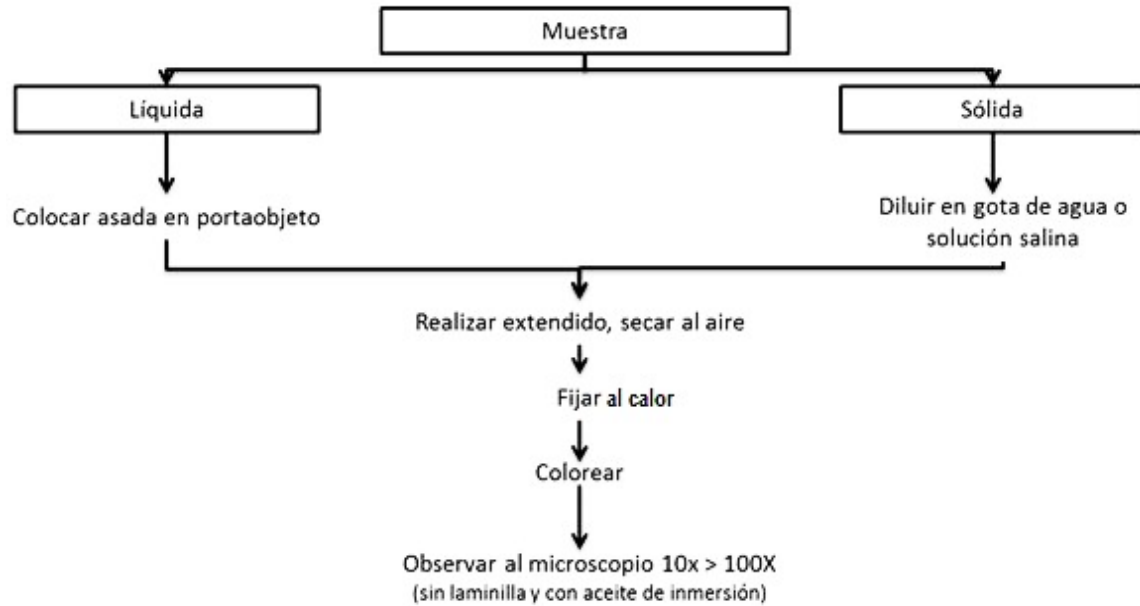 Muestra
Líquida
Sólida
Colocar asada en portaobjeto
Diluir en gota de agua o
solución salina
Realizar extendido, secar al aire
Fijar al calor
Colorear
Observar al microscopio 10x > 100X
(sin laminilla y con aceite de inmersión)